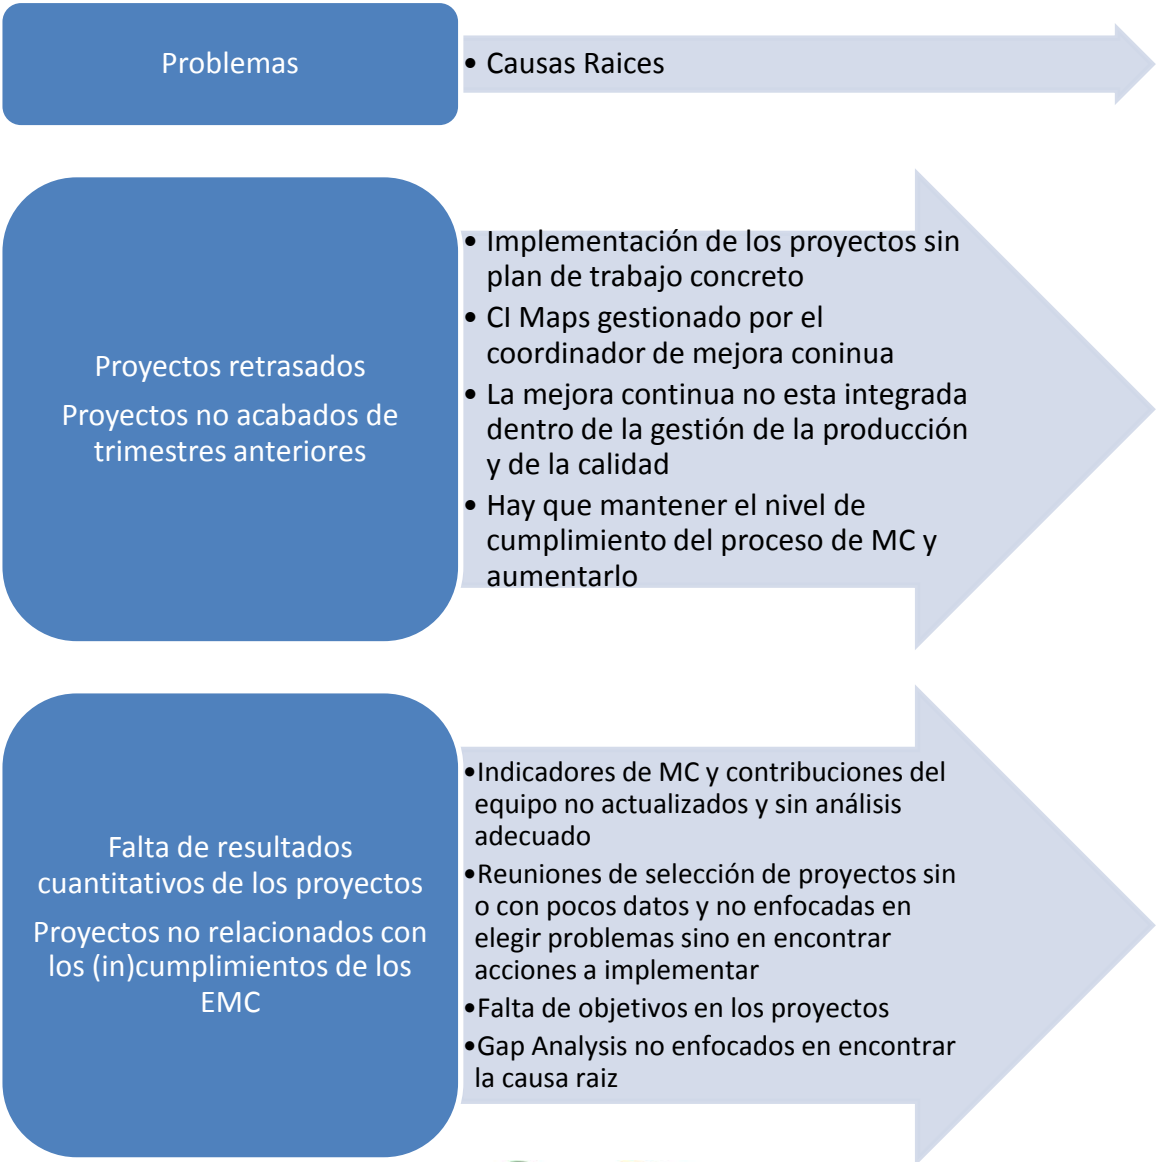 Problemas
• Causas Raices
Proyectos retrasados
Proyectos no acabados de
trimestres anteriores
• Implementación de los proyectos sin
plan de trabajo concreto
• CI Maps gestionado por el
coordinador de mejora coninua
• La mejora continua no esta integrada
dentro de la gestión de la producción
y de la calidad
• Hay que mantener el nivel de
cumplimiento del proceso de MC y
aumentarlo
Falta de resultados
cuantitativos de los proyectos
Proyectos no relacionados con
los (in)cumplimientos de los
EMC
•Indicadores de MC y contribuciones del
equipo no actualizados y sin análisis
adecuado
•Reuniones de selección de proyectos sin
o con pocos datos y no enfocadas en
elegir problemas sino en encontrar
acciones a implementar
•Falta de objetivos en los proyectos
•Gap Analysis no enfocados en encontrar
la causa raiz